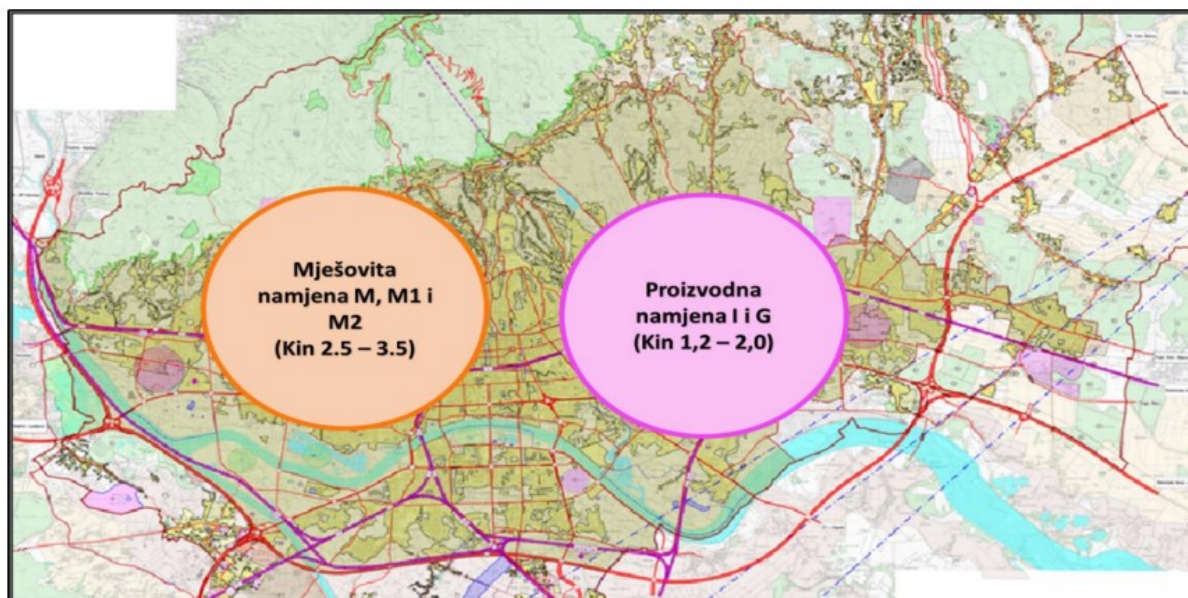 Mješovita
namjena M, M1 i
M2
(Kin 2.5 – 3.5)
Proizvodna
namjena I i G
(Kin 1,2 – 2,0)